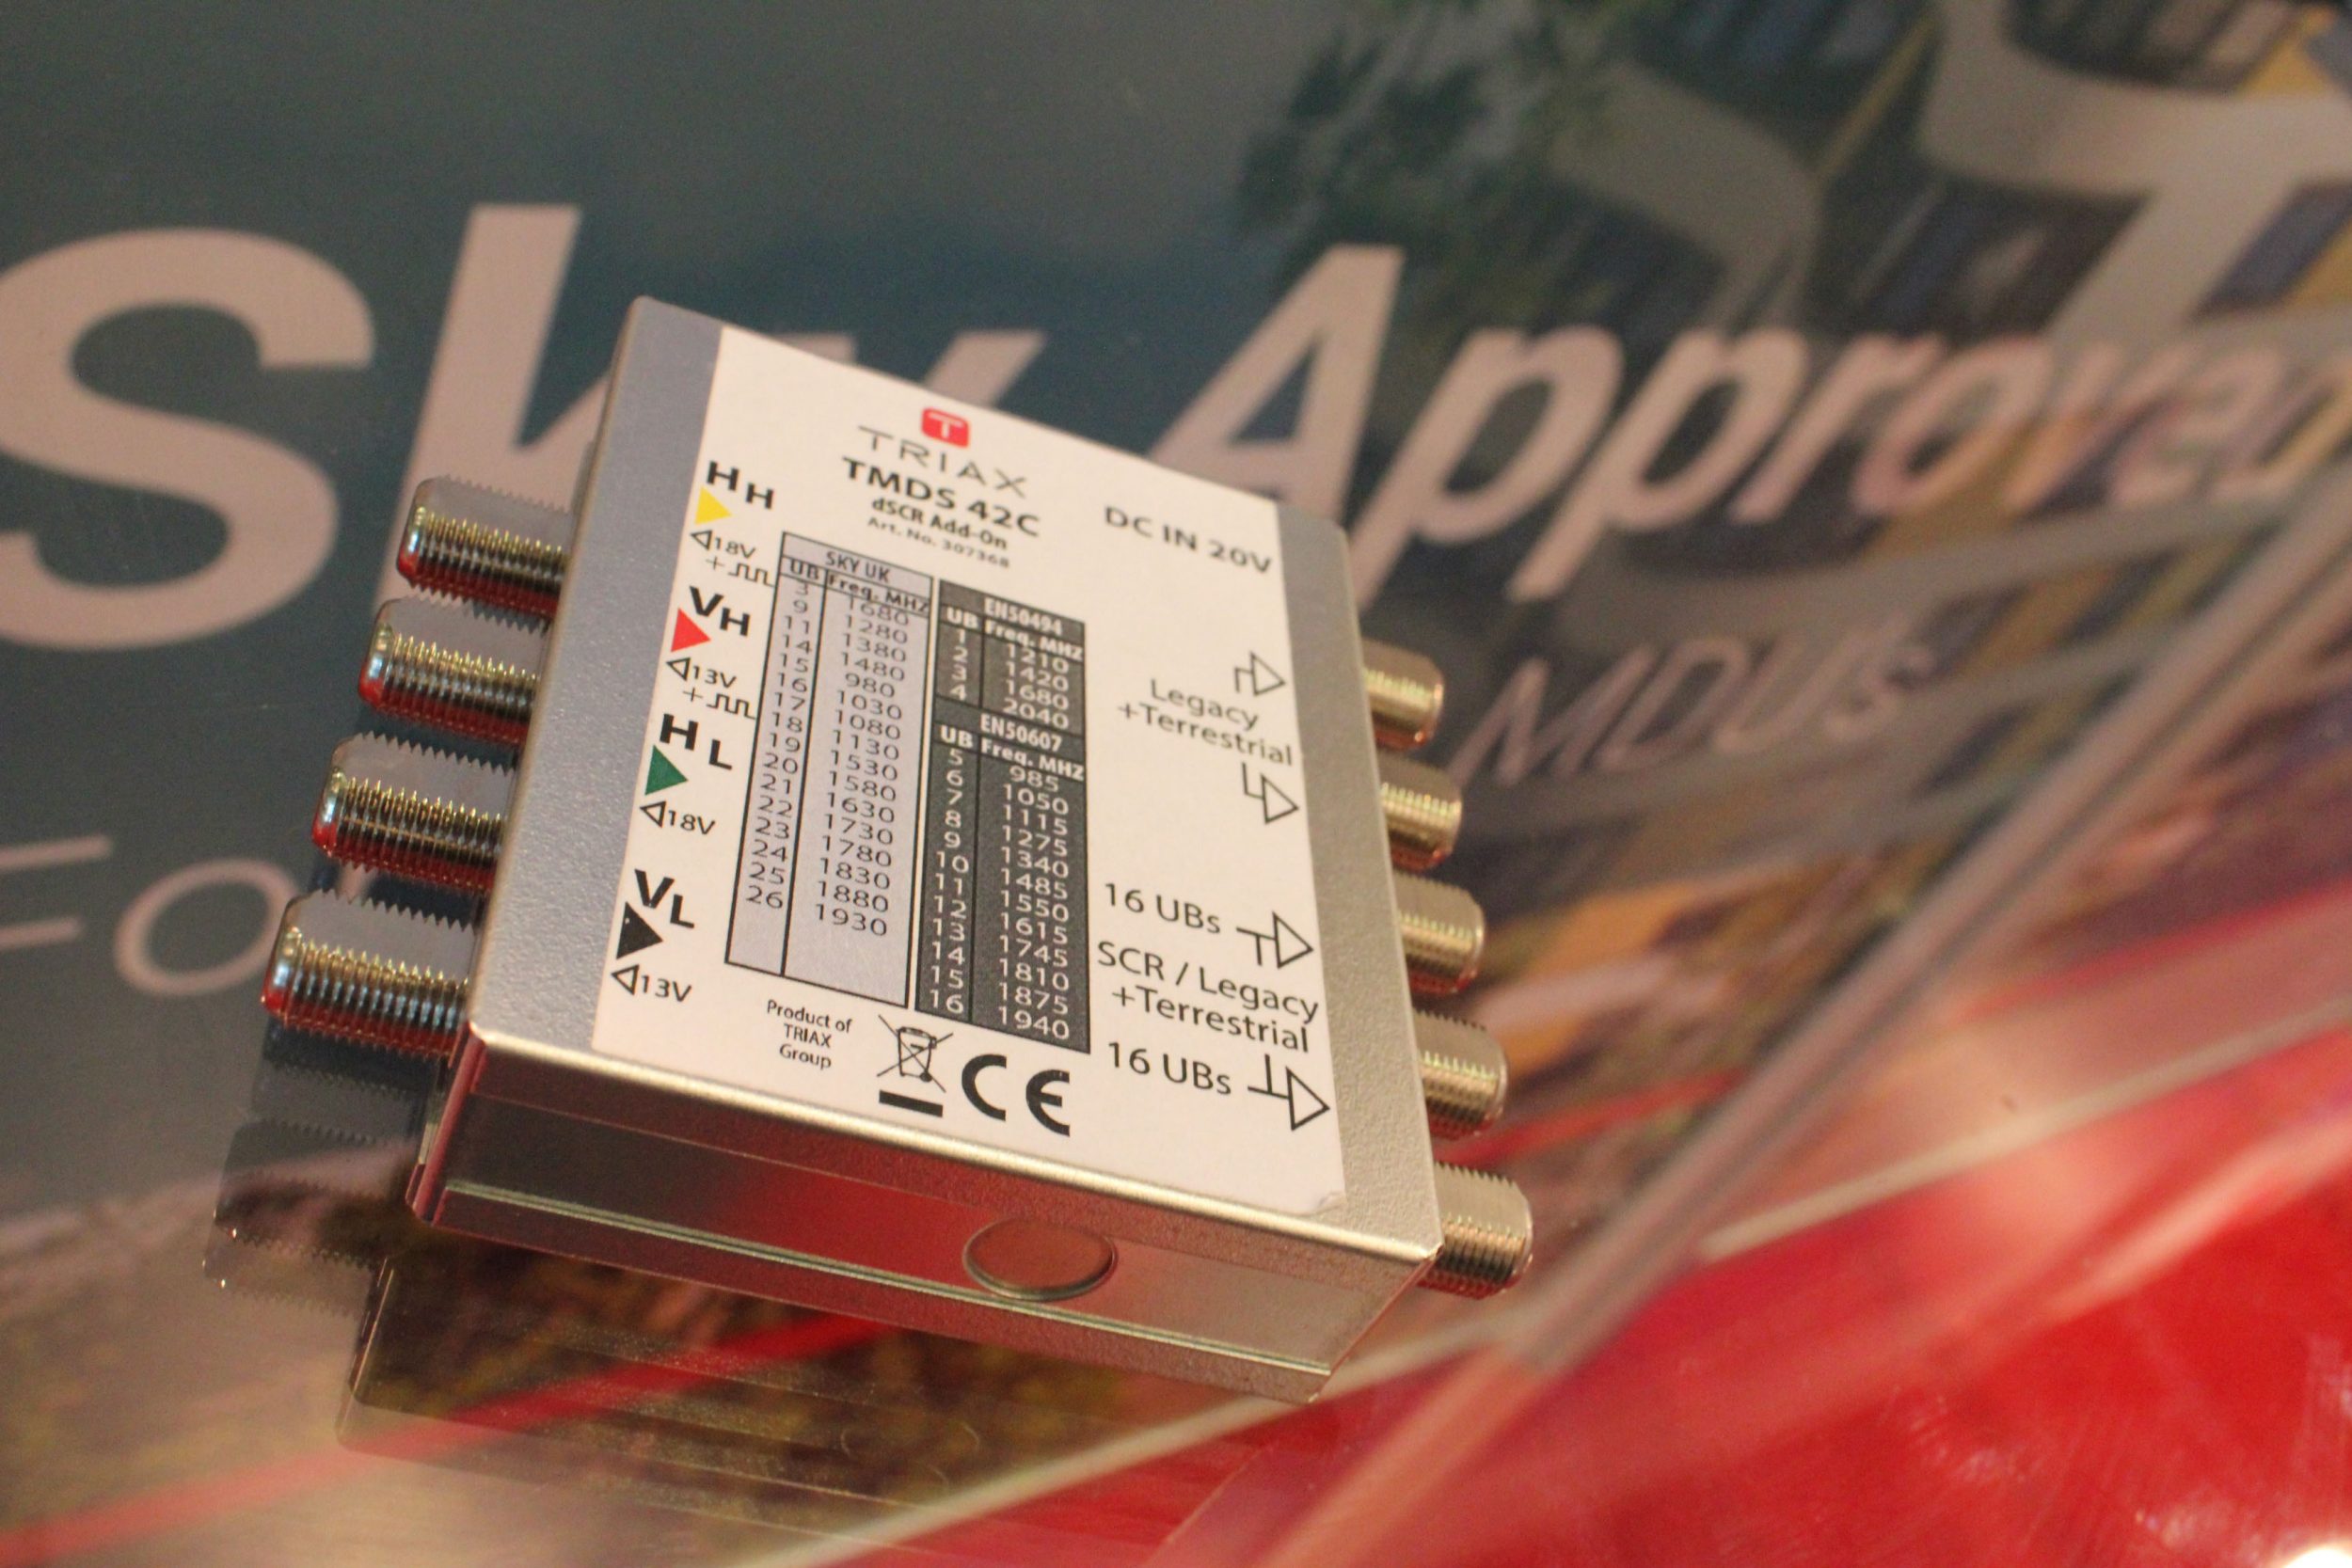 Sky Approved
For
MDUs
T
TRIAX
TMDS 42C
dSCR Add-On
Art. No. 307368
DC IN 20V
HH
18V
+
VH
13V
+
HL
18V
VL
13V
SKY UK
UB Freq. MHZ
3 1680
9 1280
11 1380
14 1480
15 980
16 1030
17 1080
18 1130
19 1530
20 1580
21 1630
22 1730
23 1780
24 1830
25 1880
26 1930
EN50494
UB Freq. MHZ
1 1210
2 1420
3 1680
4 2040
EN50607
UB Freq. MHZ
5 985
6 1050
7 1115
8 1275
9 1340
10 1485
11 1550
12 1615
13 1745
14 1810
15 1875
16 1940
Legacy
+Terrestrial
16 UBs
SCR / Legacy
+Terrestrial
16 UBs
Product of
TRIAX
Group
CE